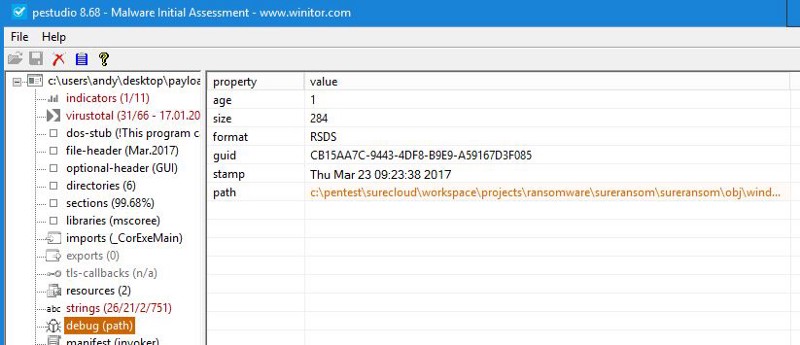 pestudio 8.68 - Malware Initial Assessment - www.winitor.com
File Help
c:\users\andy\desktop\payloa
indicators (1/11)
virustotal (31/66 - 17.01.20
dos-stub (!This program c
file-header (Mar.2017)
optional-header (GUI)
directories (6)
sections (99.68%)
libraries (mscoree)
imports (_CorExeMain)
exports (0)
tls-callbacks (n/a)
resources (2)
abc strings (26/21/2/751)
debug (path)
manifest (invoker)
property value
age 1
size 284
format RSDS
guid CB15AA7C-9443-4DF8-B9E9-A59167D3F085
stamp Thu Mar 23 09:23:38 2017
path c:\pentest\surecloud\workspace\projects\ransomware\sureransom\sureransom\obj\wind...